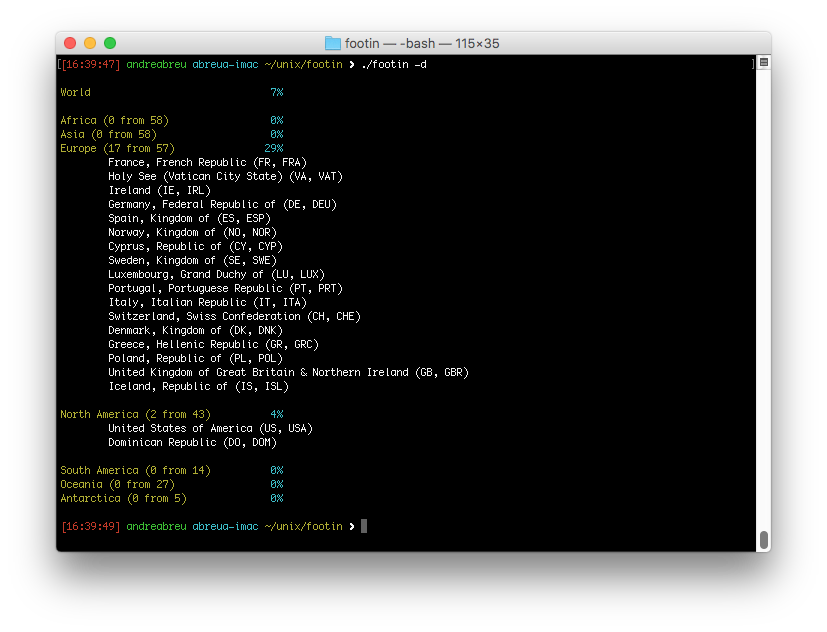 footin — -bash — 115×35
[[16:39:47] andreabreu abreua-imac ~/unix/footin ❯ ./footin -d ]
World 7%
Africa (0 from 58) 0%
Asia (0 from 58) 0%
Europe (17 from 57) 29%
France, French Republic (FR, FRA)
Holy See (Vatican City State) (VA, VAT)
Ireland (IE, IRL)
Germany, Federal Republic of (DE, DEU)
Spain, Kingdom of (ES, ESP)
Norway, Kingdom of (NO, NOR)
Cyprus, Republic of (CY, CYP)
Sweden, Kingdom of (SE, SWE)
Luxembourg, Grand Duchy of (LU, LUX)
Portugal, Portuguese Republic (PT, PRT)
Italy, Italian Republic (IT, ITA)
Switzerland, Swiss Confederation (CH, CHE)
Denmark, Kingdom of (DK, DNK)
Greece, Hellenic Republic (GR, GRC)
Poland, Republic of (PL, POL)
United Kingdom of Great Britain & Northern Ireland (GB, GBR)
Iceland, Republic of (IS, ISL)
North America (2 from 43) 4%
United States of America (US, USA)
Dominican Republic (DO, DOM)
South America (0 from 14) 0%
Oceania (0 from 27) 0%
Antarctica (0 from 5) 0%
[16:39:49] andreabreu abreua-imac ~/unix/footin ❯